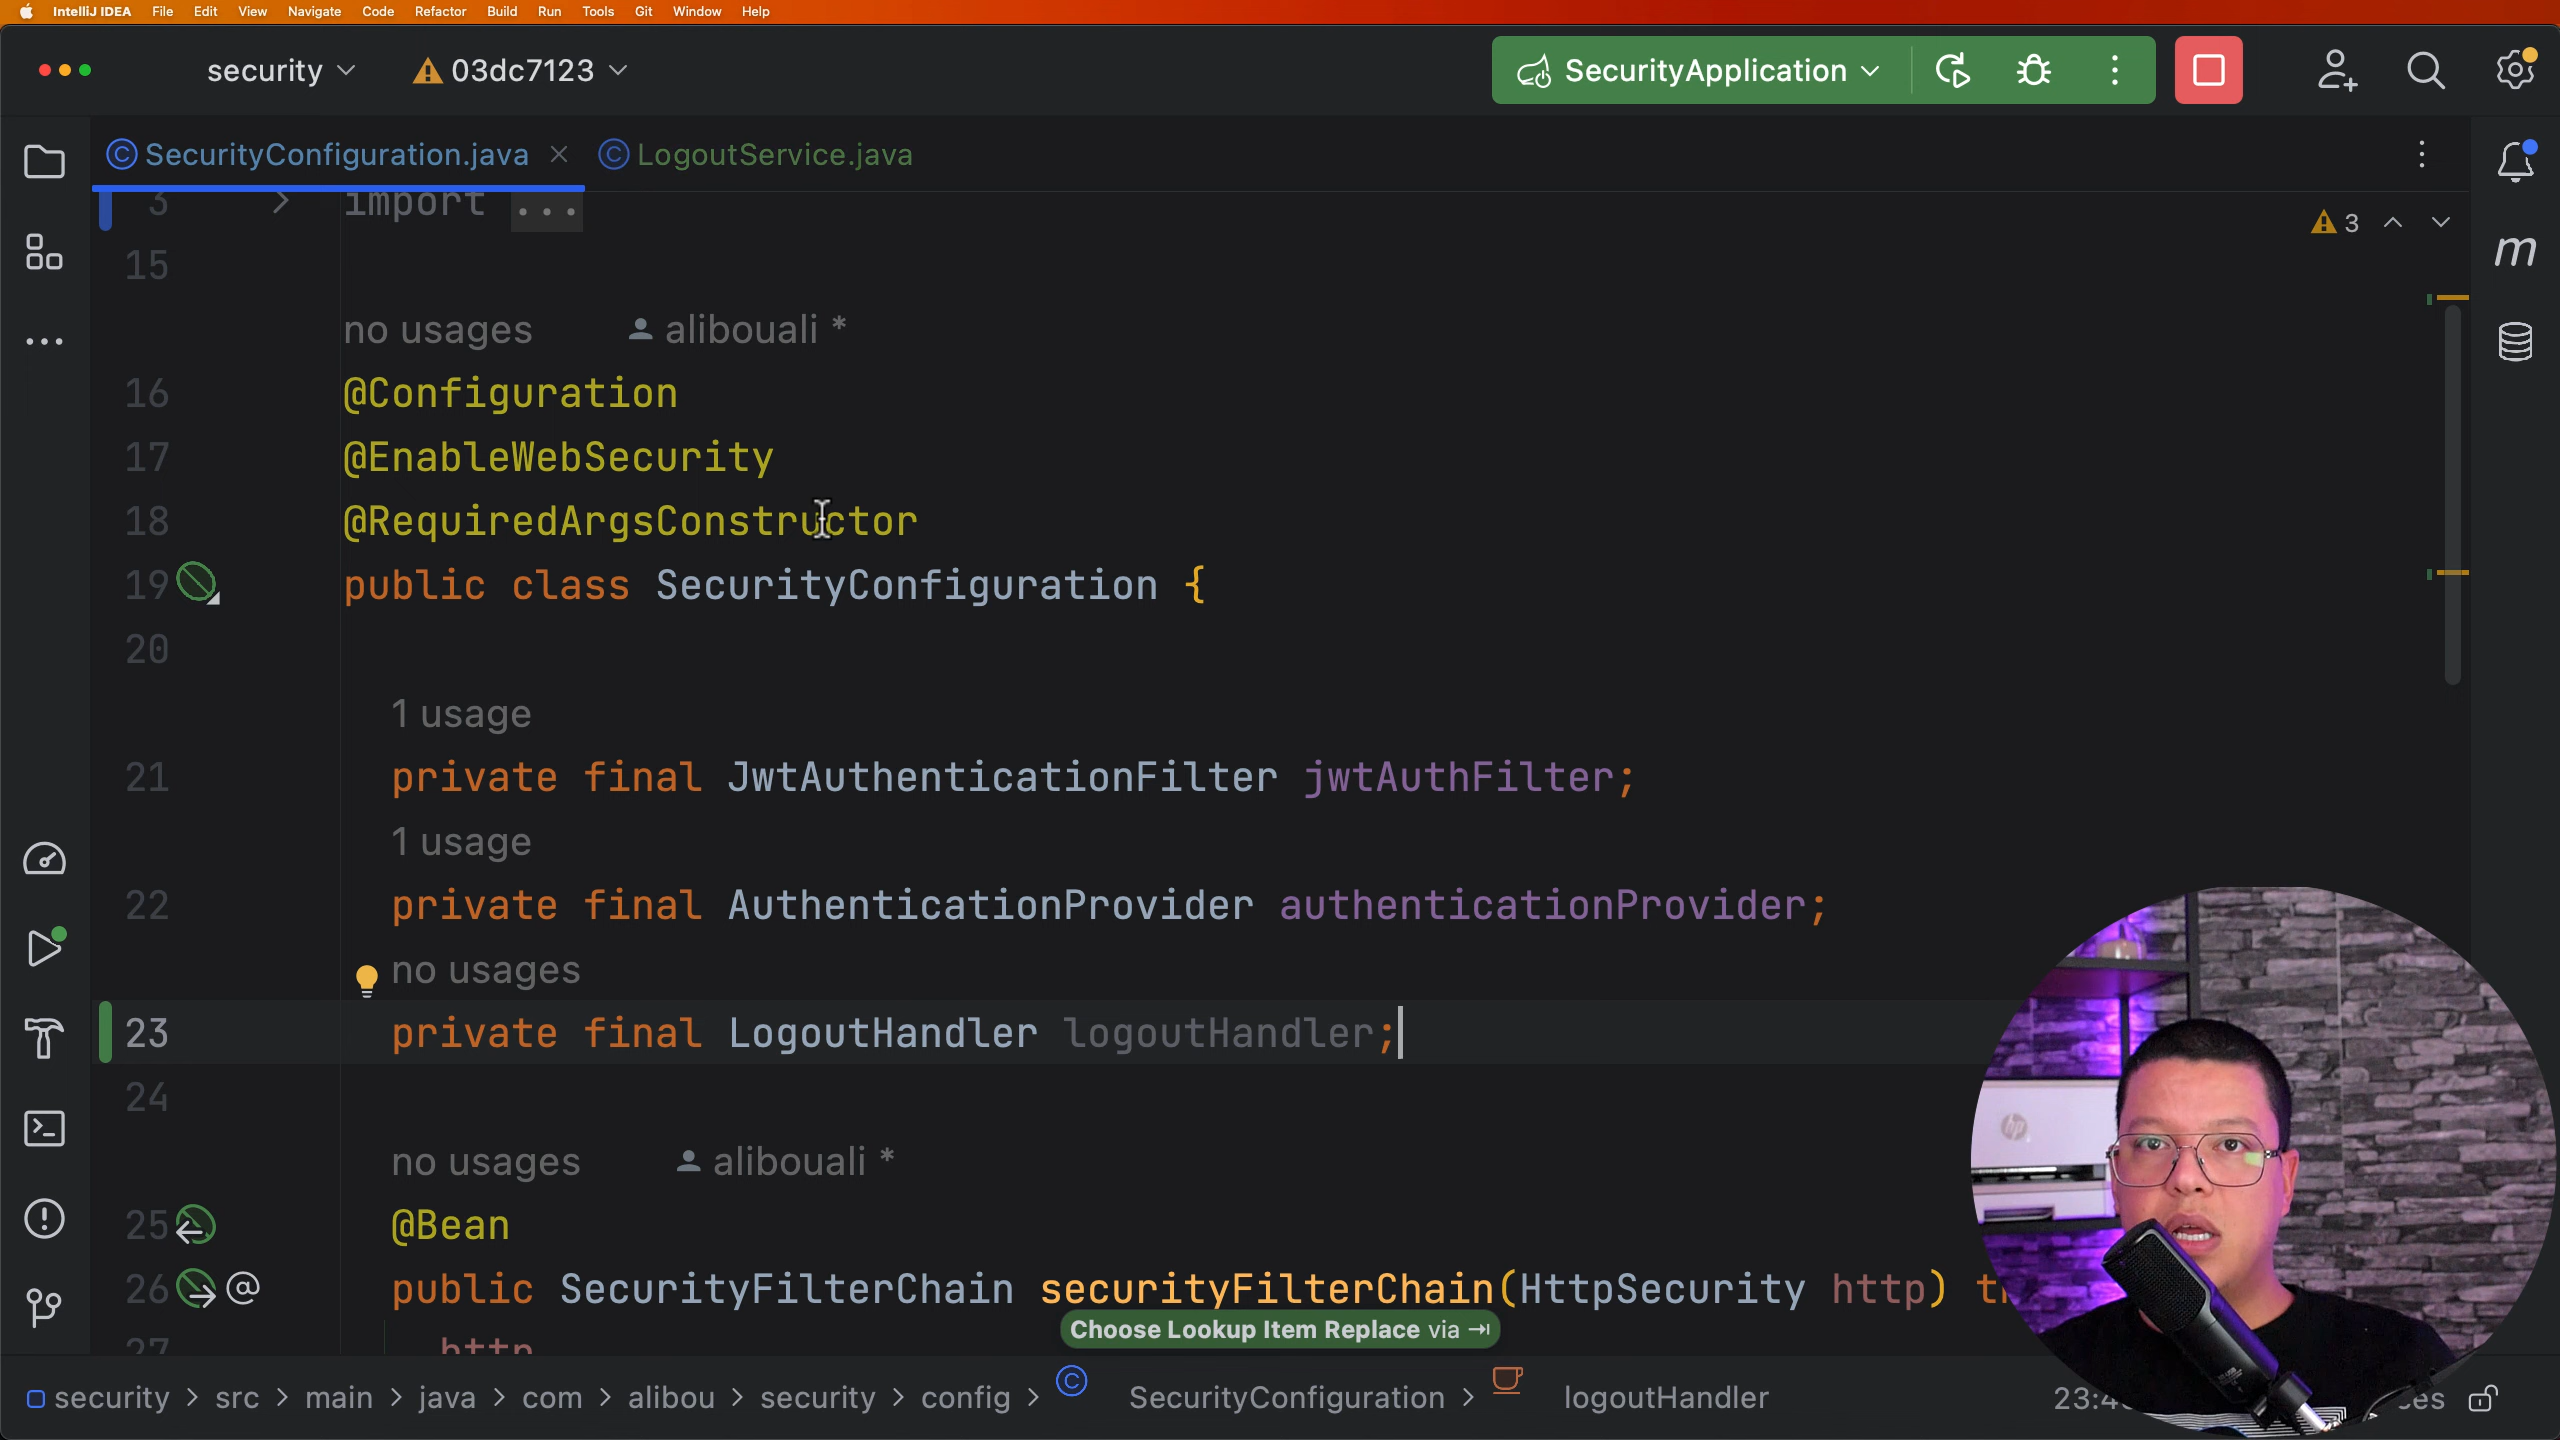 IntelliJ IDEA File Edit View Navigate Code Refactor Build Run Tools Git Window Help
security 03dc7123 SecurityApplication
SecurityConfiguration.java LogoutService.java
3 import ...
3
15
no usages alibouali *
16 @Configuration
17 @EnableWebSecurity
18 @RequiredArgsConstructor
19 public class SecurityConfiguration {
20
1 usage
21 private final JwtAuthenticationFilter jwtAuthFilter;
1 usage
22 private final AuthenticationProvider authenticationProvider;
no usages
23 private final LogoutHandler logoutHandler;
24
no usages alibouali *
25 @Bean
26 @ public SecurityFilterChain securityFilterChain(HttpSecurity http)
27 http
Choose Lookup Item Replace via
security > src > main > java > com > alibou > security > config > SecurityConfiguration > logoutHandler
m
hp